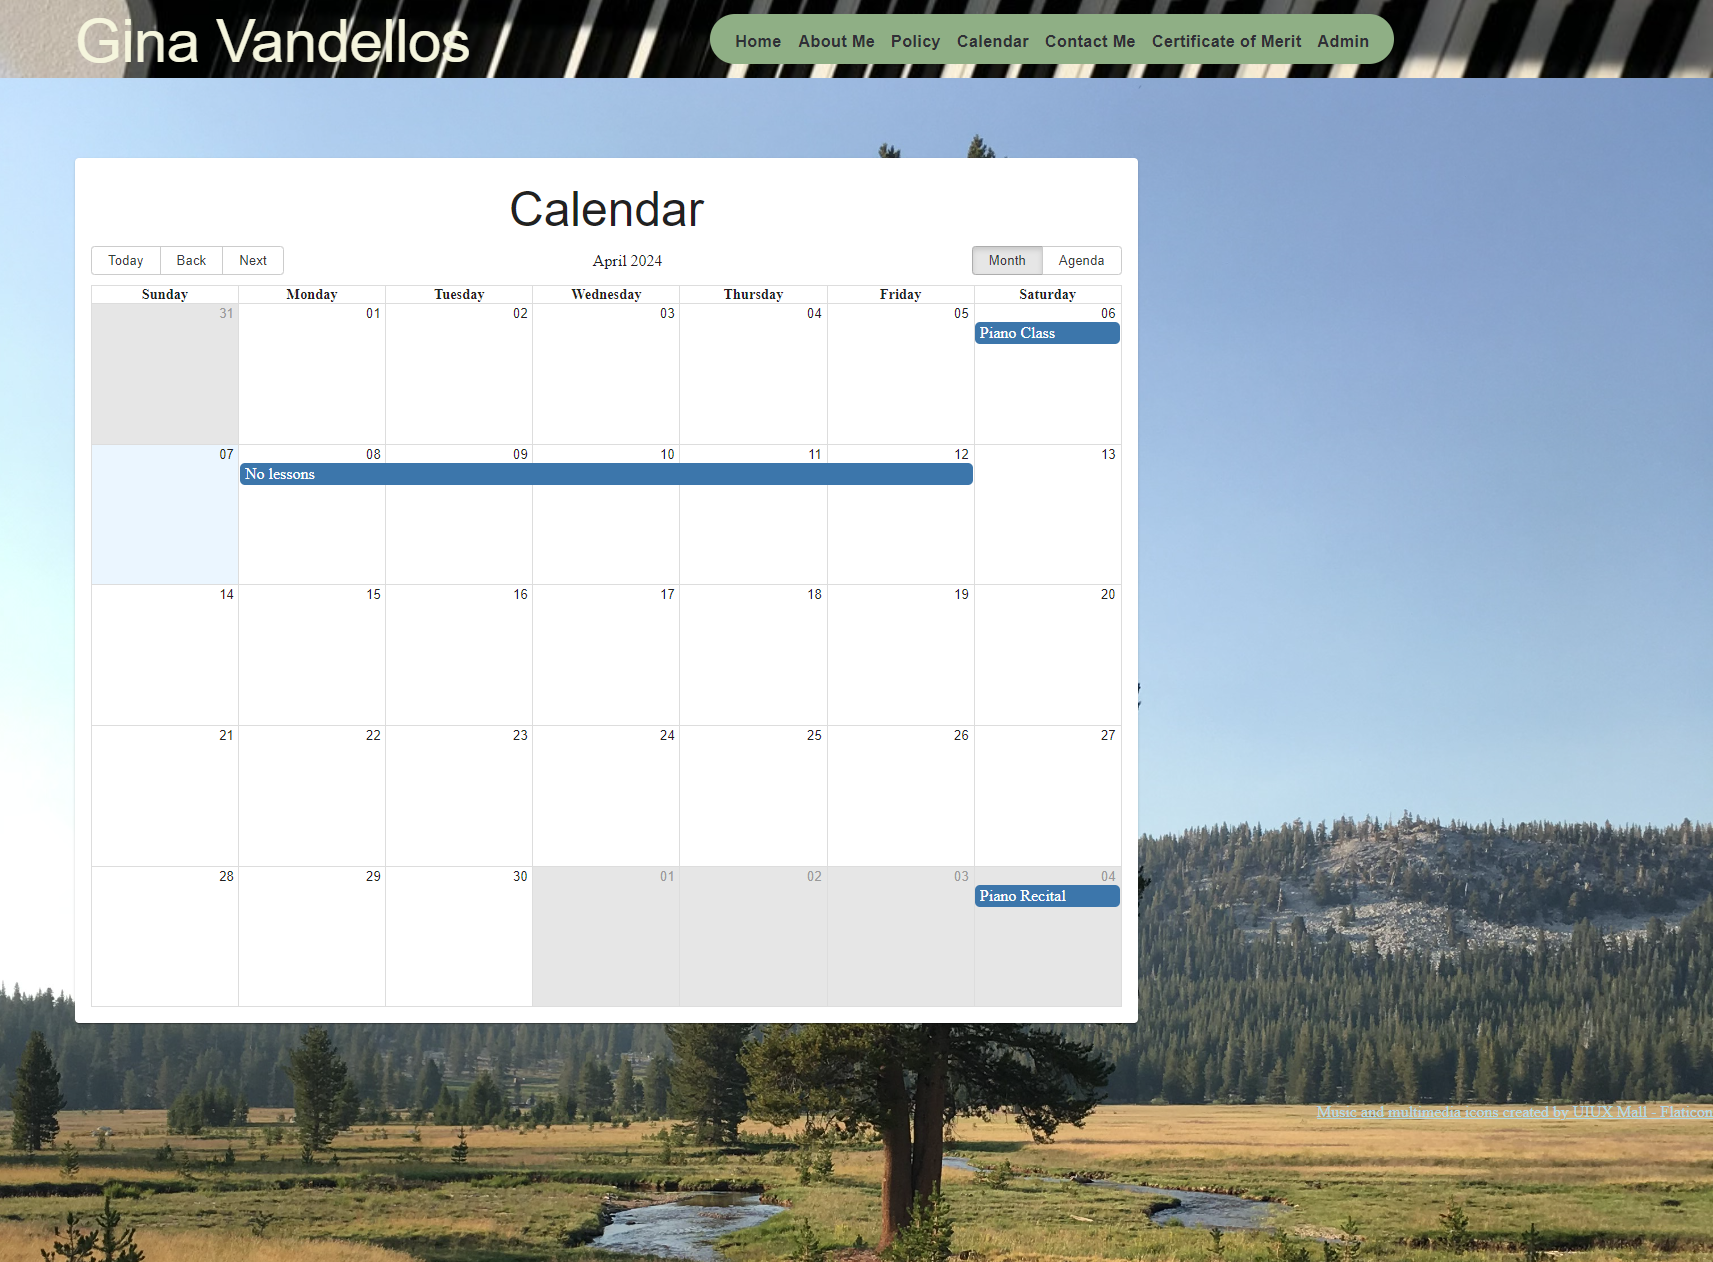 Gina Vandellos
Home About Me Policy Calendar Contact Me Certificate of Merit Admin
Calendar
Today Back Next April 2024 Month Agenda
Sunday Monday Tuesday Wednesday Thursday Friday Saturday
31 01 02 03 04 05 06
Piano Class
07 08 09 10 11 12 13
No lessons
14 15 16 17 18 19 20
21 22 23 24 25 26 27
28 29 30 01 02 03 04
Piano Recital
Music and multimedia icons created by UIUX Mall - Flaticon